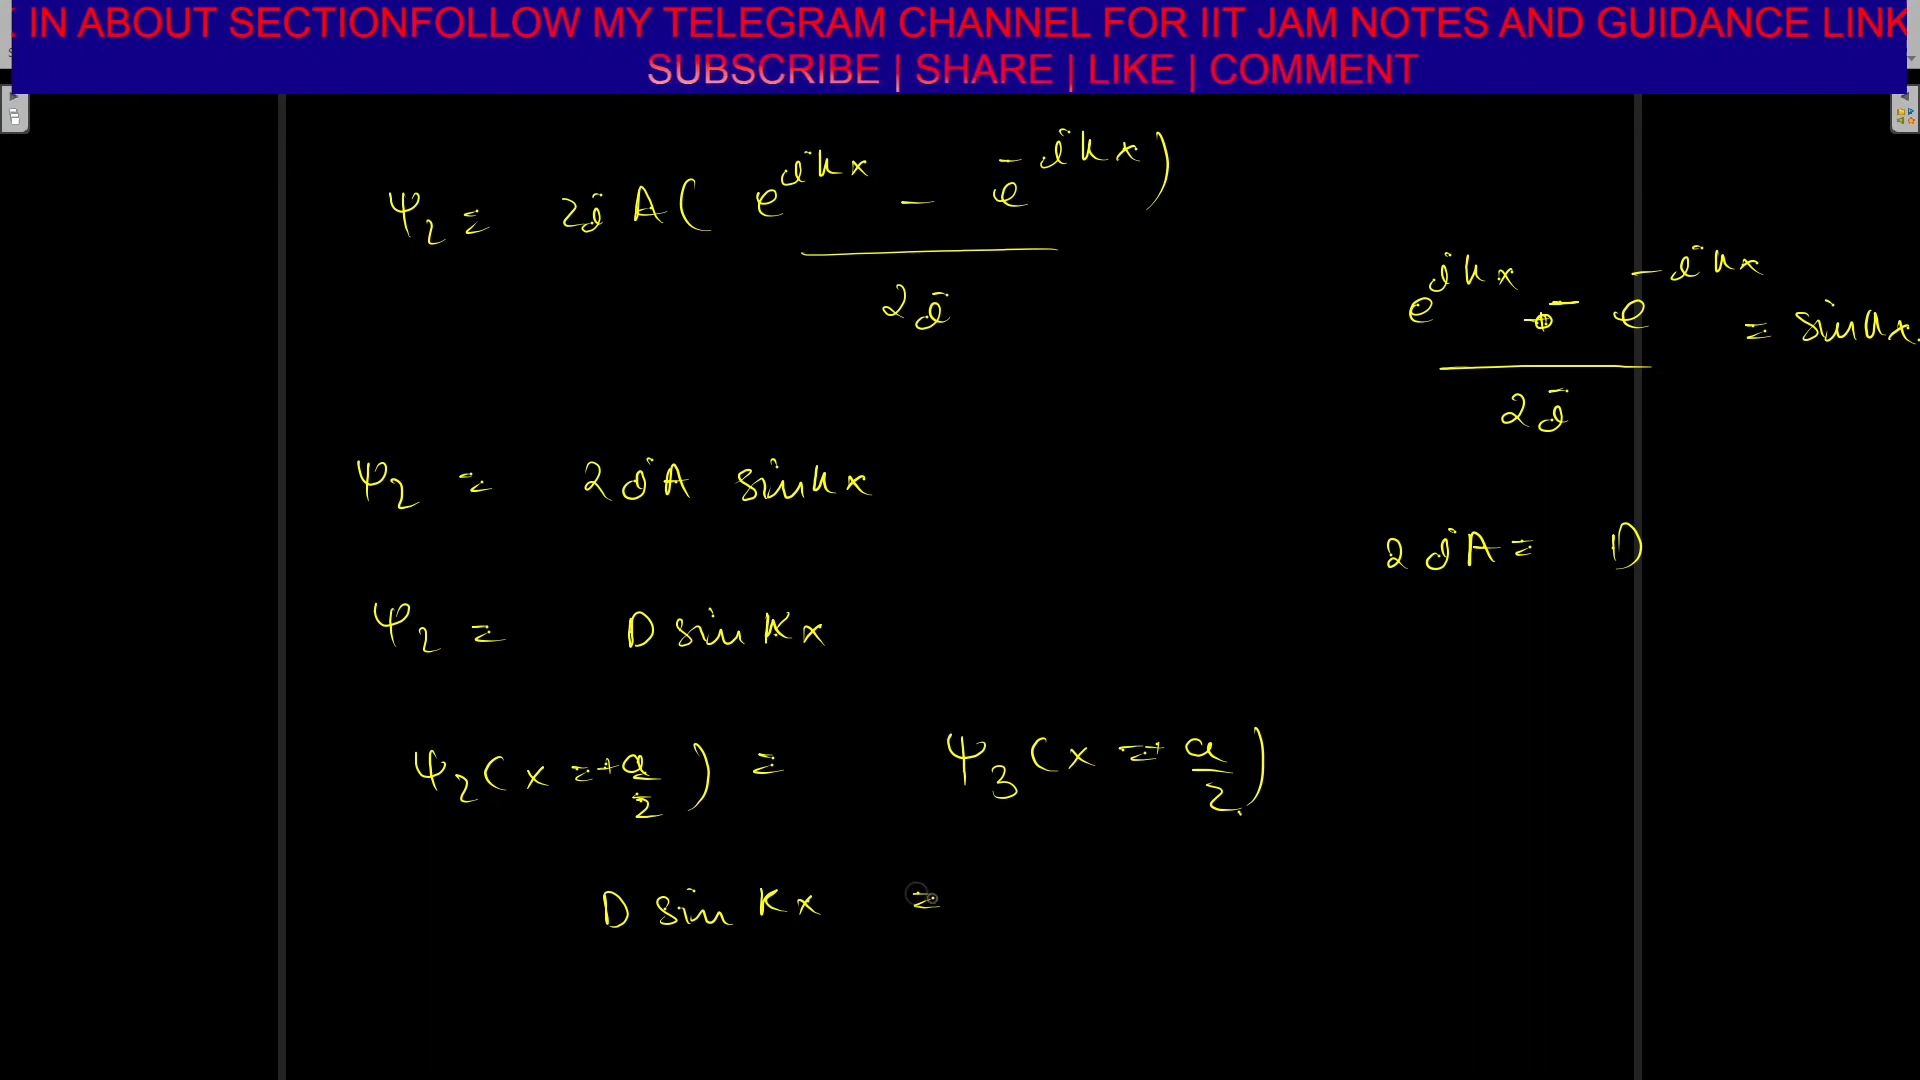 IN ABOUT SECTIONFOLLOW MY TELEGRAM CHANNEL FOR IIT JAM NOTES AND GUIDANCE LINK
SUBSCRIBE | SHARE | LIKE | COMMENT
ψ₂ = 2i A( e^{ikx} - e^{-ikx} ) / 2i
e^{ikx} - e^{-ikx} / 2i = sin kx.
ψ₂ = 2iA sin kx
2iA = D
ψ₂ = D sin Kx
ψ₂(x = +a/2) = ψ₃(x = +a/2)
D sin Kx =